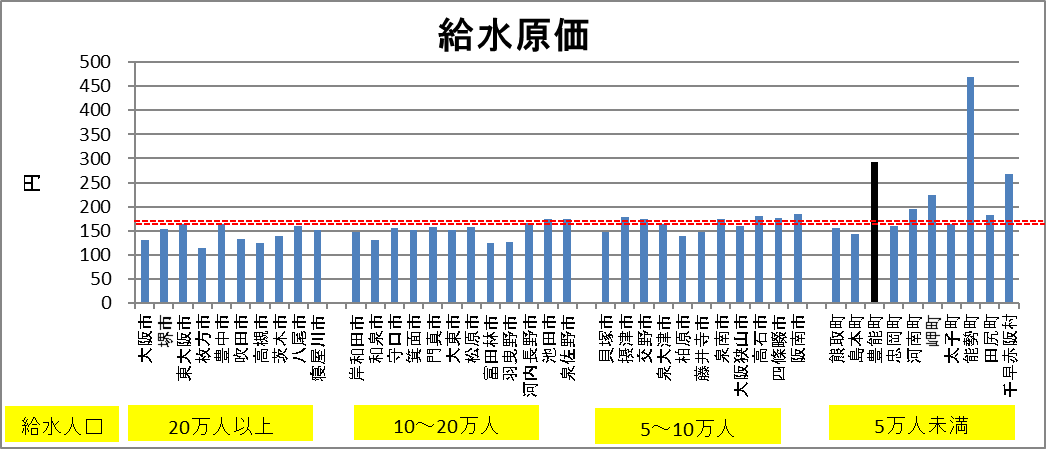 給水原価
円
500
450
400
350
300
250
200
150
100
50
0
大阪市
堺市
東大阪市
枚方市
豊中市
吹田市
高槻市
茨木市
八尾市
寝屋川市
岸和田市
和泉市
守口市
箕面市
門真市
大東市
松原市
富田林市
羽曳野市
河内長野市
池田市
泉佐野市
貝塚市
摂津市
交野市
泉大津市
柏原市
藤井寺市
泉南市
大阪狭山市
高石市
四條畷市
阪南市
熊取町
島本町
豊能町
忠岡町
河南町
岬町
太子町
能勢町
田尻町
千早赤阪村
給水人口
20万人以上
10～20万人
5～10万人
5万人未満